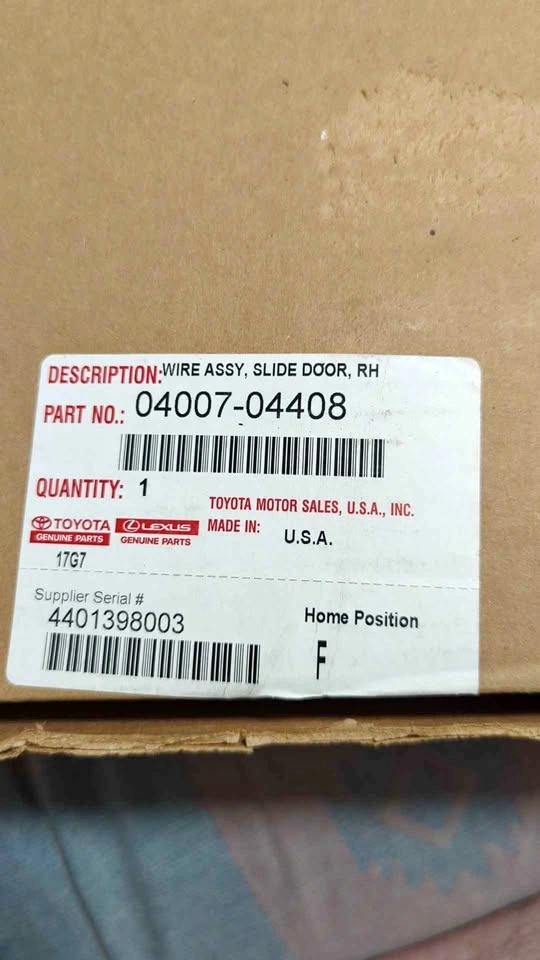 DESCRIPTION: WIRE ASSY, SLIDE DOOR, RH
PART NO.: 04007-04408
QUANTITY: 1
TOYOTA MOTOR SALES, U.S.A., INC.
TOYOTA LEXUS MADE IN: U.S.A.
GENUINE PARTS GENUINE PARTS
17G7
Supplier Serial #
4401398003
Home Position
F